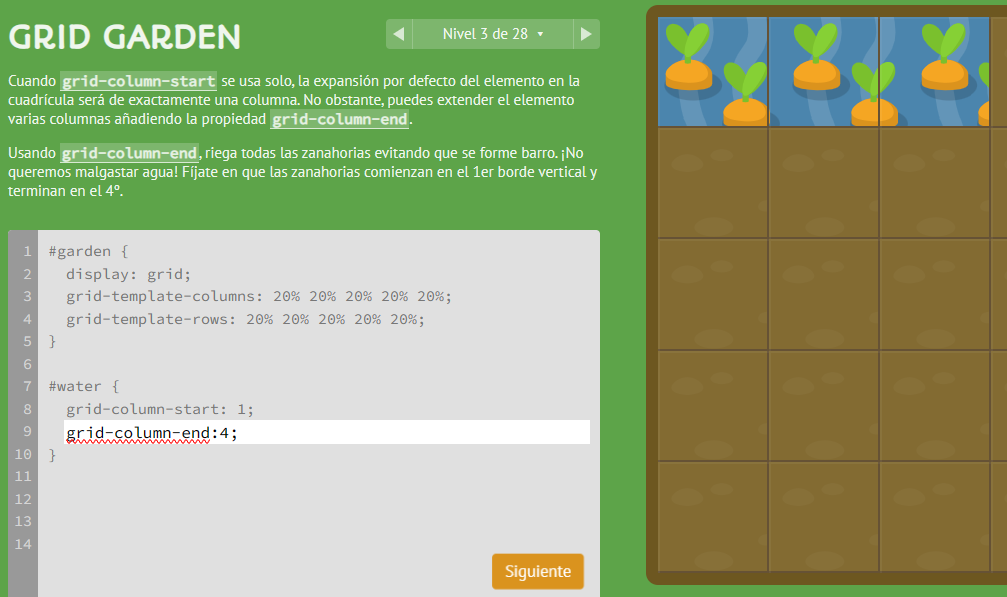 GRID GARDEN
Nivel 3 de 28
Cuando grid-column-start se usa solo, la expansión por defecto del elemento en la
cuadrícula será de exactamente una columna. No obstante, puedes extender el elemento
varias columnas añadiendo la propiedad grid-column-end.
Usando grid-column-end, riega todas las zanahorias evitando que se forme barro. ¡No
queremos malgastar agua! Fíjate en que las zanahorias comienzan en el 1er borde vertical y
terminan en el 4º.
1 #garden {
2 display: grid;
3 grid-template-columns: 20% 20% 20% 20% 20%;
4 grid-template-rows: 20% 20% 20% 20% 20%;
5 }
6
7 #water {
8 grid-column-start: 1;
9 grid-column-end:4;
10 }
11
12
13
14
Siguiente